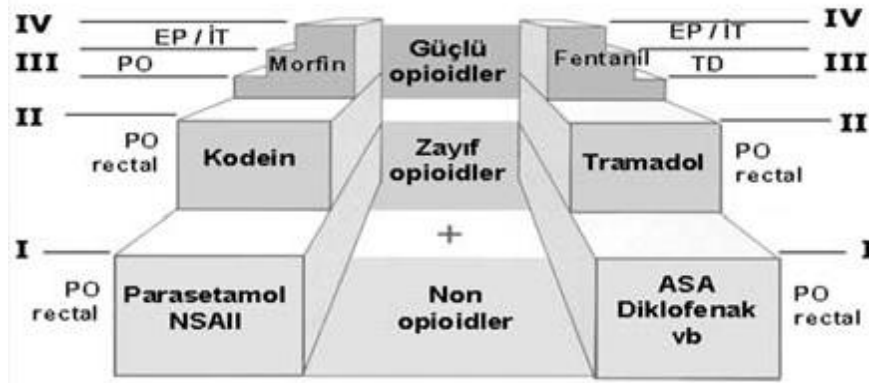 IV
IV
EP / İT
EP / İT
III
III
PO
Morfin
Güçlü
opioidler
Fentanil
TD
II
II
PO
rectal
Kodein
Zayıf
opioidler
Tramadol
PO
rectal
I
I
+
PO
rectal
Parasetamol
NSAII
Non
opioidler
ASA
Diklofenak
vb
PO
rectal